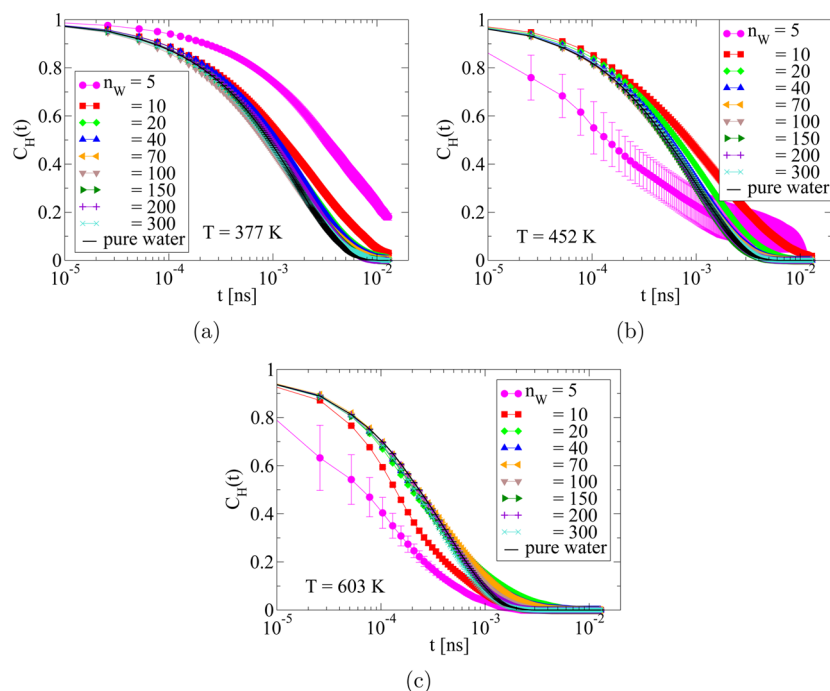 1
0.8
0.6
0.4
0.2
0
C_H(t)
n_W = 5
= 10
= 20
= 40
= 70
= 100
= 150
= 200
= 300
pure water
T = 377 K
10^-5 10^-4 10^-3 10^-2
t [ns]
(a)
1
0.8
0.6
0.4
0.2
0
C_H(t)
n_W = 5
= 10
= 20
= 40
= 70
= 100
= 150
= 200
= 300
pure water
T = 452 K
10^-5 10^-4 10^-3 10^-2
t [ns]
(b)
1
0.8
0.6
0.4
0.2
0
C_H(t)
n_W = 5
= 10
= 20
= 40
= 70
= 100
= 150
= 200
= 300
pure water
T = 603 K
10^-5 10^-4 10^-3 10^-2
t [ns]
(c)